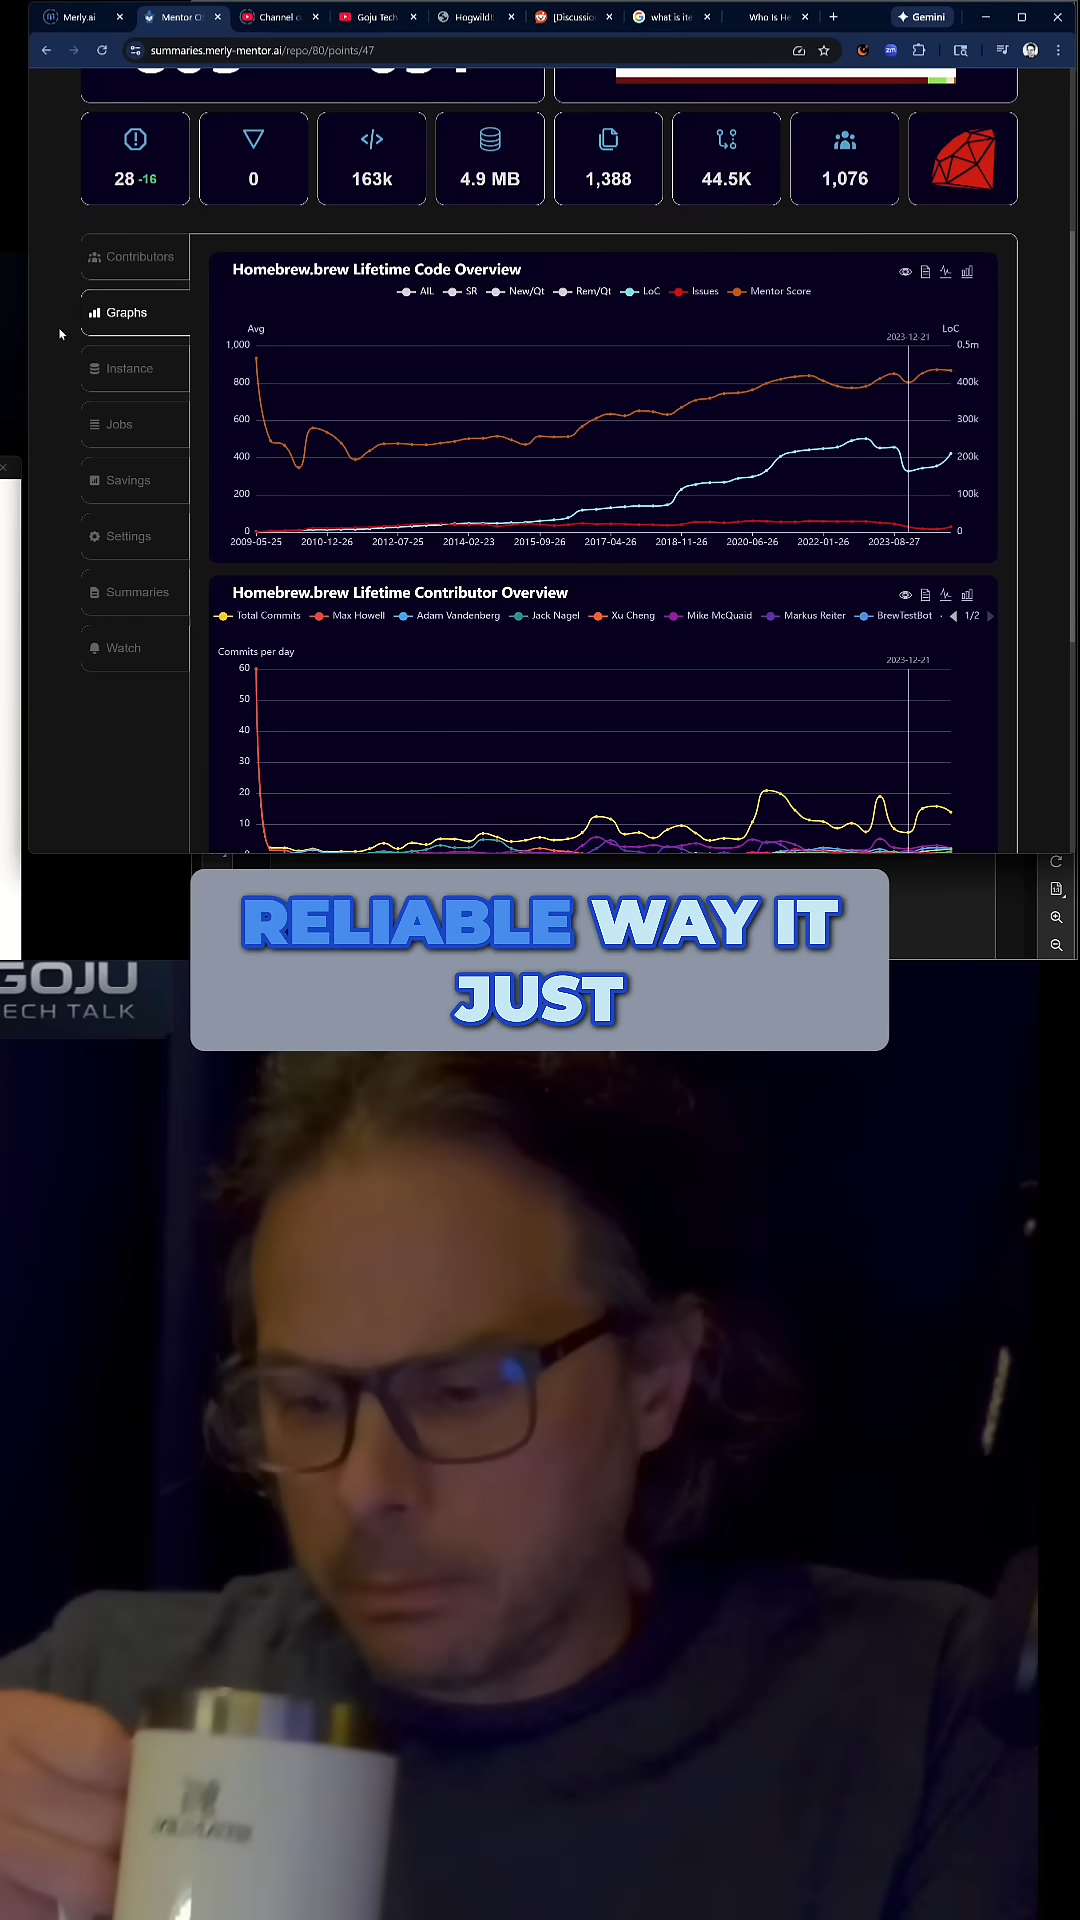 Merly.ai
Mentor O
Channel c
Goju Tech
Hogwild!:
[Discussio
what is ite
Who Is He
Gemini
summaries.merly-mentor.ai/repo/80/points/47
28 -16
0
163k
4.9 MB
1,388
44.5K
1,076
Contributors
Graphs
Instance
Jobs
Savings
Settings
Summaries
Watch
Homebrew.brew Lifetime Code Overview
AIL SR New/Qt Rem/Qt LoC Issues Mentor Score
Avg
LoC
2023-12-21
1,000
800
600
400
200
0
0.5m
400k
300k
200k
100k
0
2009-05-25 2010-12-26 2012-07-25 2014-02-23 2015-09-26 2017-04-26 2018-11-26 2020-06-26 2022-01-26 2023-08-27
Homebrew.brew Lifetime Contributor Overview
Total Commits Max Howell Adam Vandenberg Jack Nagel Xu Cheng Mike McQuaid Markus Reiter BrewTestBot 1/2
Commits per day
2023-12-21
60
50
40
30
20
10
RELIABLE WAY IT
JUST
GOJU
ECH TALK